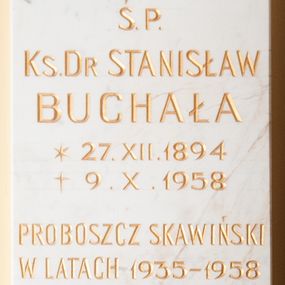 Ś.P.
Ks. Dr STANISŁAW
BUCHAŁA
* 27. XII. 1894
† 9. X. 1958
PROBOSZCZ SKAWIŃSKI
W LATACH 1935-1958